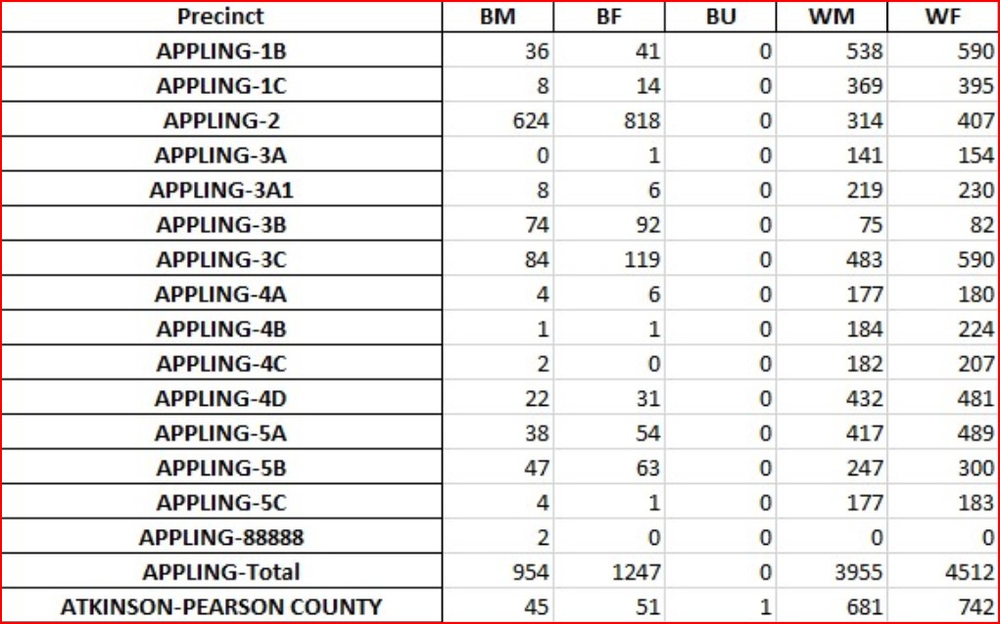 Precinct BM BF BU WM WF
APPLING-1B 36 41 0 538 590
APPLING-1C 8 14 0 369 395
APPLING-2 624 818 0 314 407
APPLING-3A 0 1 0 141 154
APPLING-3A1 8 6 0 219 230
APPLING-3B 74 92 0 75 82
APPLING-3C 84 119 0 483 590
APPLING-4A 4 6 0 177 180
APPLING-4B 1 1 0 184 224
APPLING-4C 2 0 0 182 207
APPLING-4D 22 31 0 432 481
APPLING-5A 38 54 0 417 489
APPLING-5B 47 63 0 247 300
APPLING-5C 4 1 0 177 183
APPLING-88888 2 0 0 0 0
APPLING-Total 954 1247 0 3955 4512
ATKINSON-PEARSON COUNTY 45 51 1 681 742